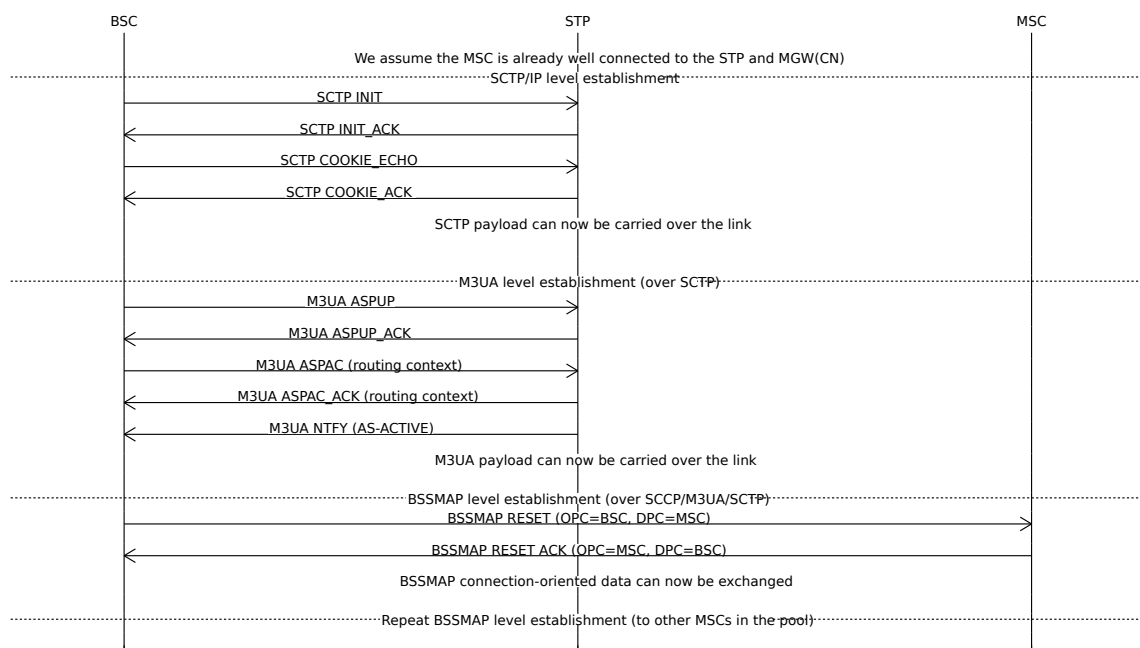 BSC STP MSC
We assume the MSC is already well connected to the STP and MGW(CN)
SCTP/IP level establishment
SCTP INIT
SCTP INIT_ACK
SCTP COOKIE_ECHO
SCTP COOKIE_ACK
SCTP payload can now be carried over the link
M3UA level establishment (over SCTP)
M3UA ASPUP
M3UA ASPUP_ACK
M3UA ASPAC (routing context)
M3UA ASPAC_ACK (routing context)
M3UA NTFY (AS-ACTIVE)
M3UA payload can now be carried over the link
BSSMAP level establishment (over SCCP/M3UA/SCTP)
BSSMAP RESET (OPC=BSC, DPC=MSC)
BSSMAP RESET ACK (OPC=MSC, DPC=BSC)
BSSMAP connection-oriented data can now be exchanged
Repeat BSSMAP level establishment (to other MSCs in the pool)